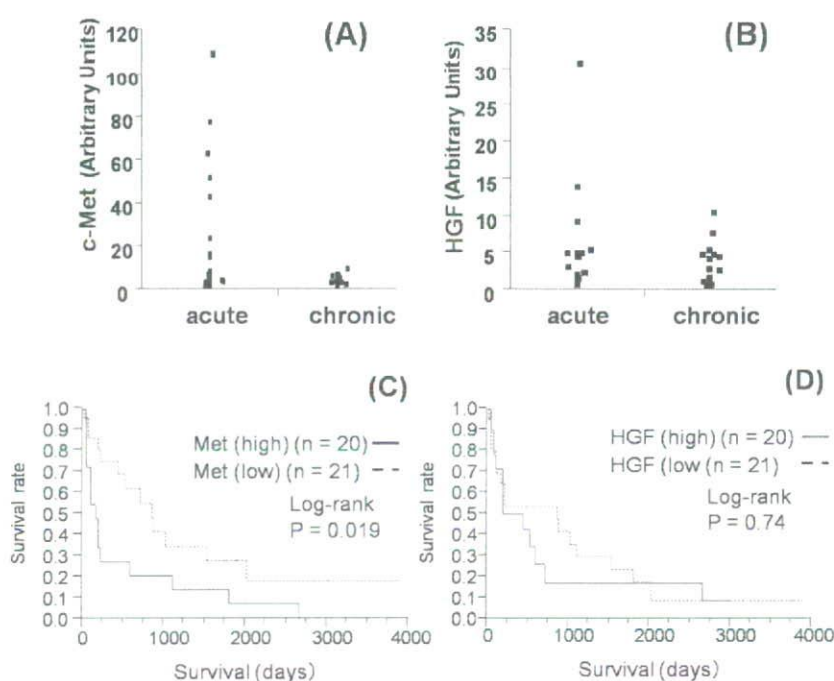 (A)
c-Met (Arbitrary Units)
120
100
80
60
40
20
0
acute chronic
(B)
HGF (Arbitrary Units)
35
30
25
20
15
10
5
0
acute chronic
(C)
Survival rate
1.0
0.9
0.8
0.7
0.6
0.5
0.4
0.3
0.2
0.1
0.0
Met (high) (n = 20)
Met (low) (n = 21)
Log-rank
P = 0.019
0 1000 2000 3000 4000
Survival (days)
(D)
Survival rate
1.0
0.9
0.8
0.7
0.6
0.5
0.4
0.3
0.2
0.1
0.0
HGF (high) (n = 20)
HGF (low (n = 21)
Log-rank
P = 0.74
0 1000 2000 3000 4000
Survival (days)